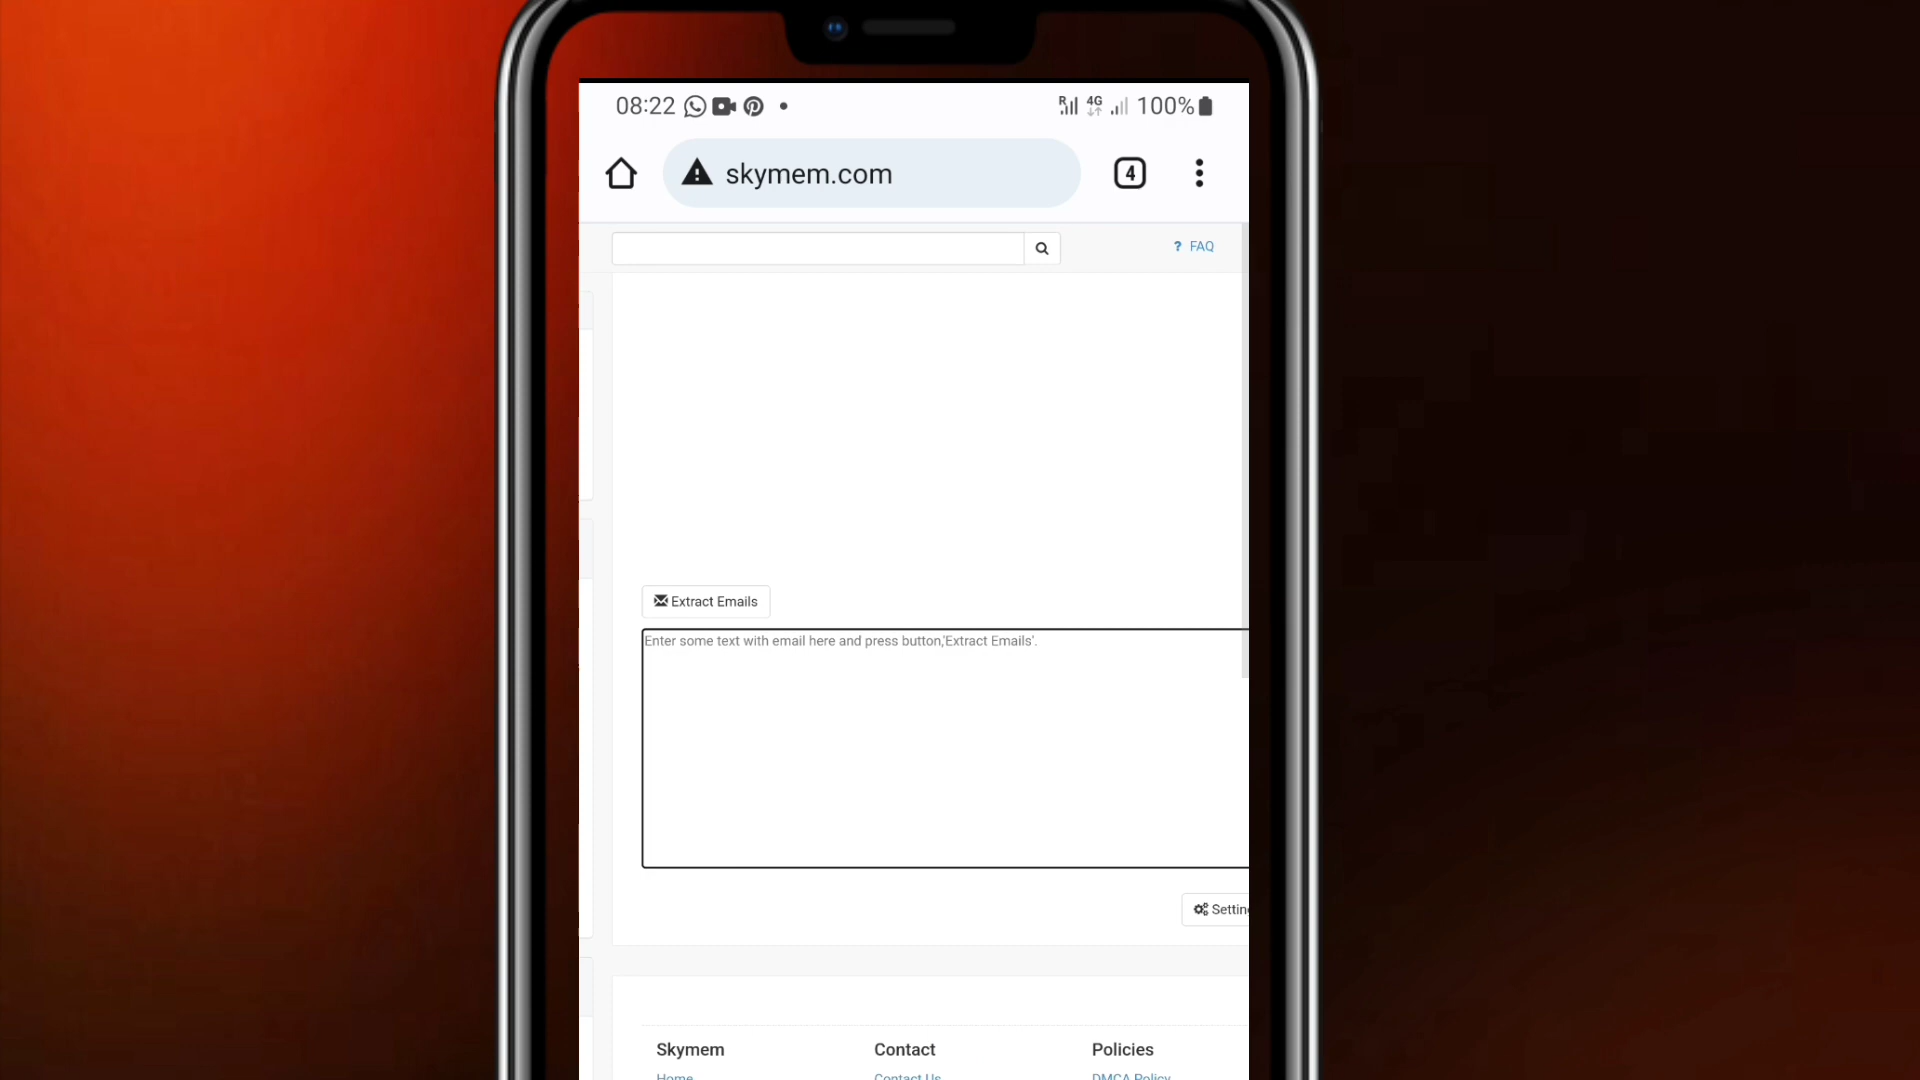 08:22 R 4G 100%
skymem.com 4
? FAQ
Extract Emails
Enter some text with email here and press button,'Extract Emails'.
Settin
Skymem Contact Policies
Home Contact Us DMCA Policy